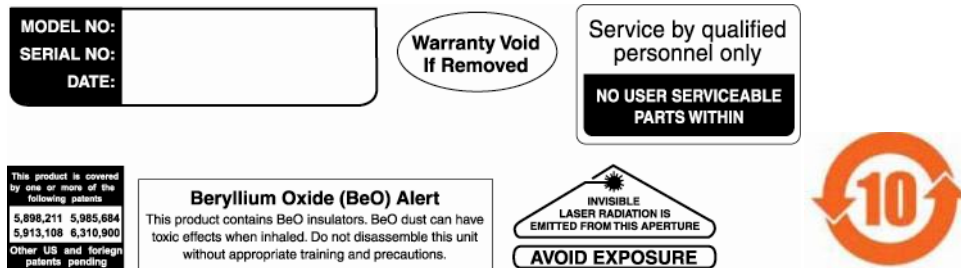 MODEL NO:
SERIAL NO:
DATE:
Warranty Void
If Removed
Service by qualified
personnel only
NO USER SERVICEABLE
PARTS WITHIN
This product is covered
by one or more of the
following patents
5,898,211 5,985,684
5,913,108 6,310,900
Other US and foriegn
patents pending
Beryllium Oxide (BeO) Alert
This product contains BeO insulators. BeO dust can have
toxic effects when inhaled. Do not disassemble this unit
without appropriate training and precautions.
INVISIBLE
LASER RADIATION IS
EMITTED FROM THIS APERTURE
AVOID EXPOSURE
10